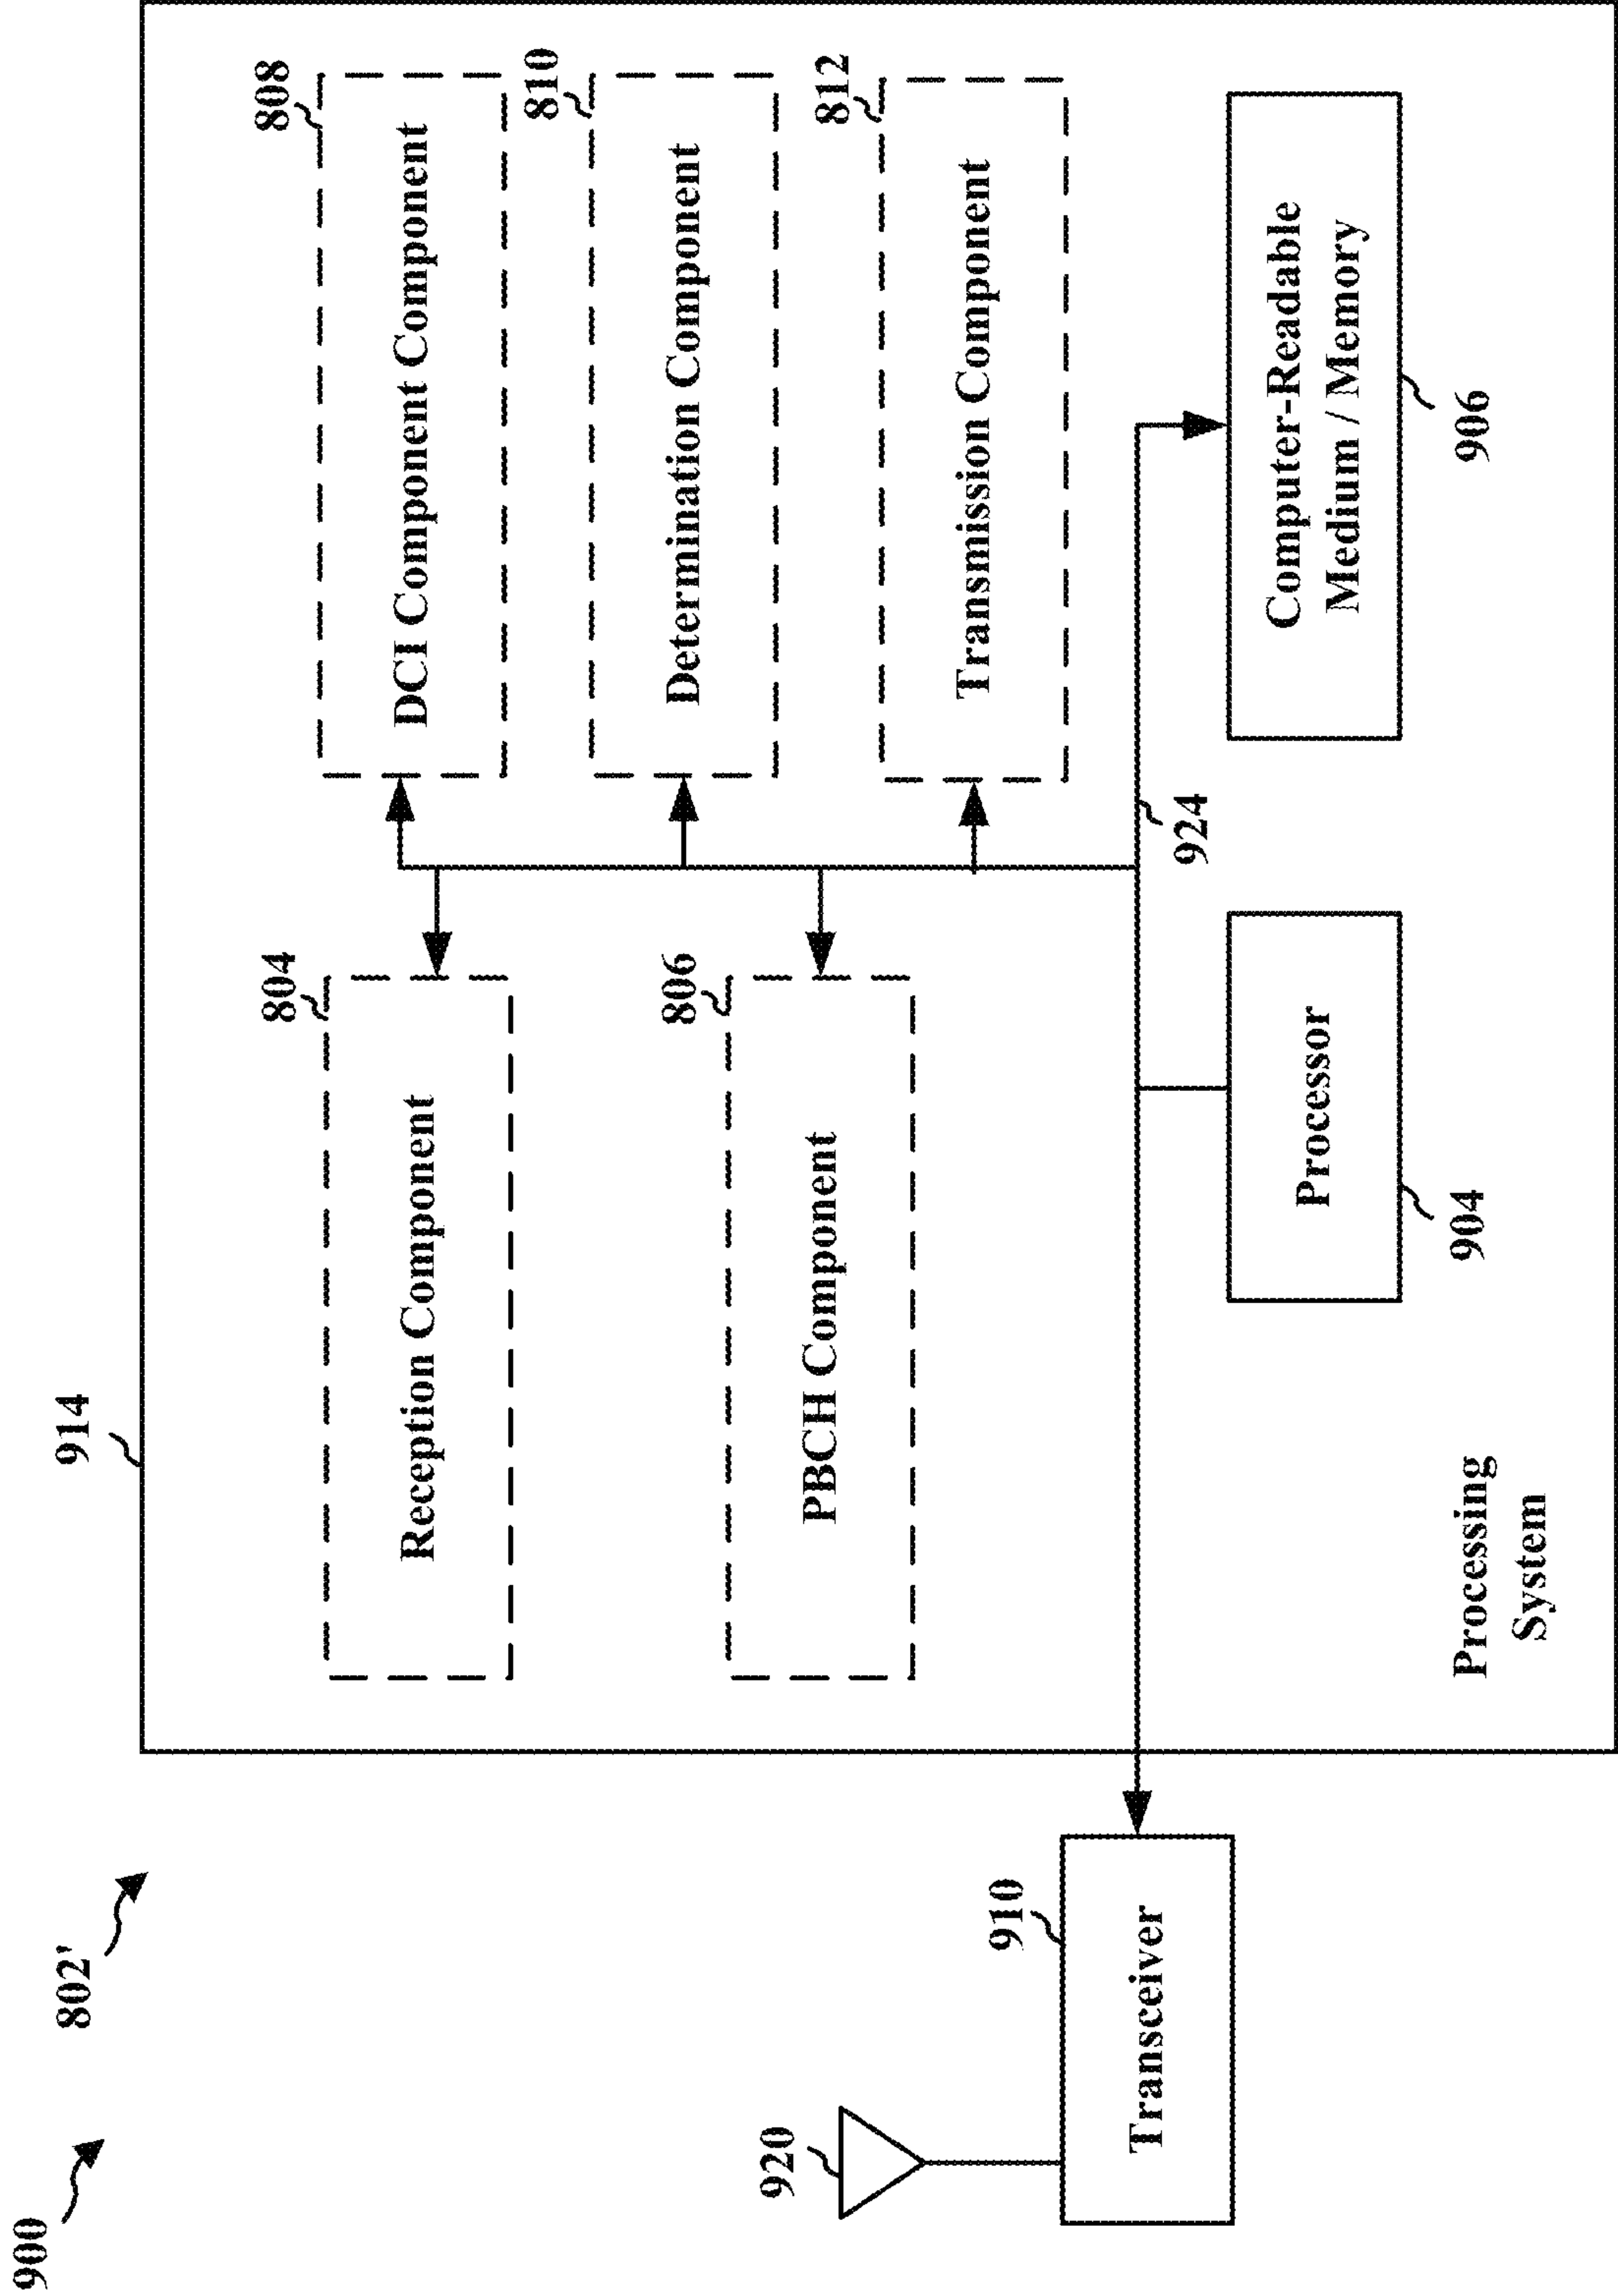 900
802'
914
804
Reception Component
808
DCI Component Component
810
Determination Component
806
PBCH Component
812
Transmission Component
920
910
Transceiver
924
Processor
904
Computer-Readable
Medium / Memory
906
Processing
System